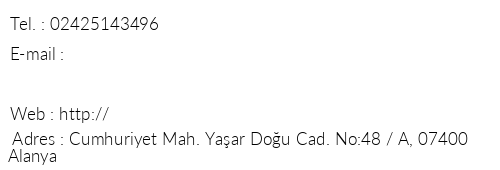 Tel. : 02425143496
E-mail :
Web : http://
Adres : Cumhuriyet Mah. Yaşar Doğu Cad. No:48 / A, 07400
Alanya